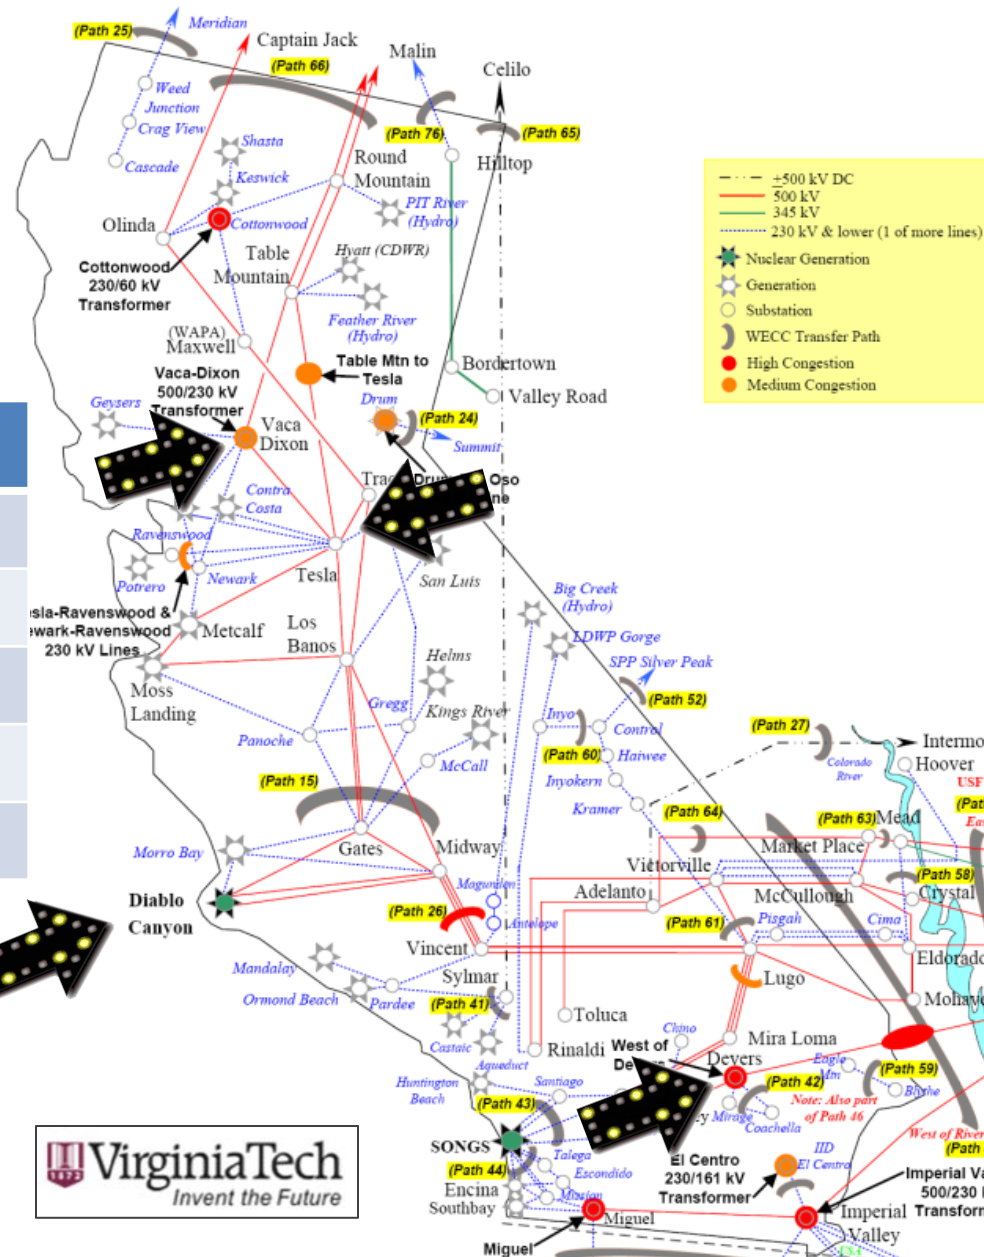 (Path 25)
Meridian
Captain Jack
(Path 66)
Malin
Celilo
Weed
Junction
Crag View
Cascade
(Path 76)
(Path 65)
Hilltop
Shasta
Keswick
Round
Mountain
PIT River
(Hydro)
Olinda
Cottonwood
Cottonwood
230/60 kV
Transformer
Table
Mountain
Hyatt (CDWR)
Feather River
(Hydro)
+500 kV DC
500 kV
345 kV
230 kV & lower (1 of more lines)
Nuclear Generation
Generation
Substation
WECC Transfer Path
High Congestion
Medium Congestion
(WAPA)
Maxwell
Vaca-Dixon
500/230 kV
Transformer
Table Mtn to
Tesla
Bordertown
Valley Road
Geysers
Vaca
Dixon
Drum
(Path 24)
Summit
Oso
Contra
Costa
Ravenswood
Tesla
Newark
Potrero
San Luis
Ravenswood &
Newark-Ravenswood
230 kV Lines
Metcalf
Los
Banos
Moss
Landing
Big Creek
(Hydro)
LDWP Gorge
SPP Silver Peak
(Path 52)
Helms
Gregg
Kings River
Panoche
McCall
Inyo
Control
(Path 60)
Haiwee
Inyokern
Kramer
(Path 27)
Colorado
River
Hoover
(Path 15)
Gates
Midway
Morro Bay
(Path 64)
(Path 63)
Mead
Market Place
Victorville
Adelanto
McCullough
(Path 58)
Crystal
Diablo
Canyon
Magunden
Antelope
(Path 26)
Vincent
(Path 61)
Pisgah
Cima
Eldorado
Lugo
Mandalay
Ormond Beach
Pardee
Sylmar
(Path 41)
Castaic
Aqueduct
Toluca
Rinaldi
Chino
Mira Loma
West of
Devers
Mohave
Huntington
Beach
Santiago
(Path 43)
(Path 42)
Eagle
Mtn
(Path 59)
Blythe
Mirage
Coachella
Note: Also part
of Path 46
West of River
SONGS
(Path 44)
Talega
Escondido
Mission
Encina
Southbay
Miguel
Miguel
El Centro
230/161 kV
Transformer
IID
El Centro
Imperial
500/230
Imperial
Valley
VirginiaTech
1872
Invent the Future